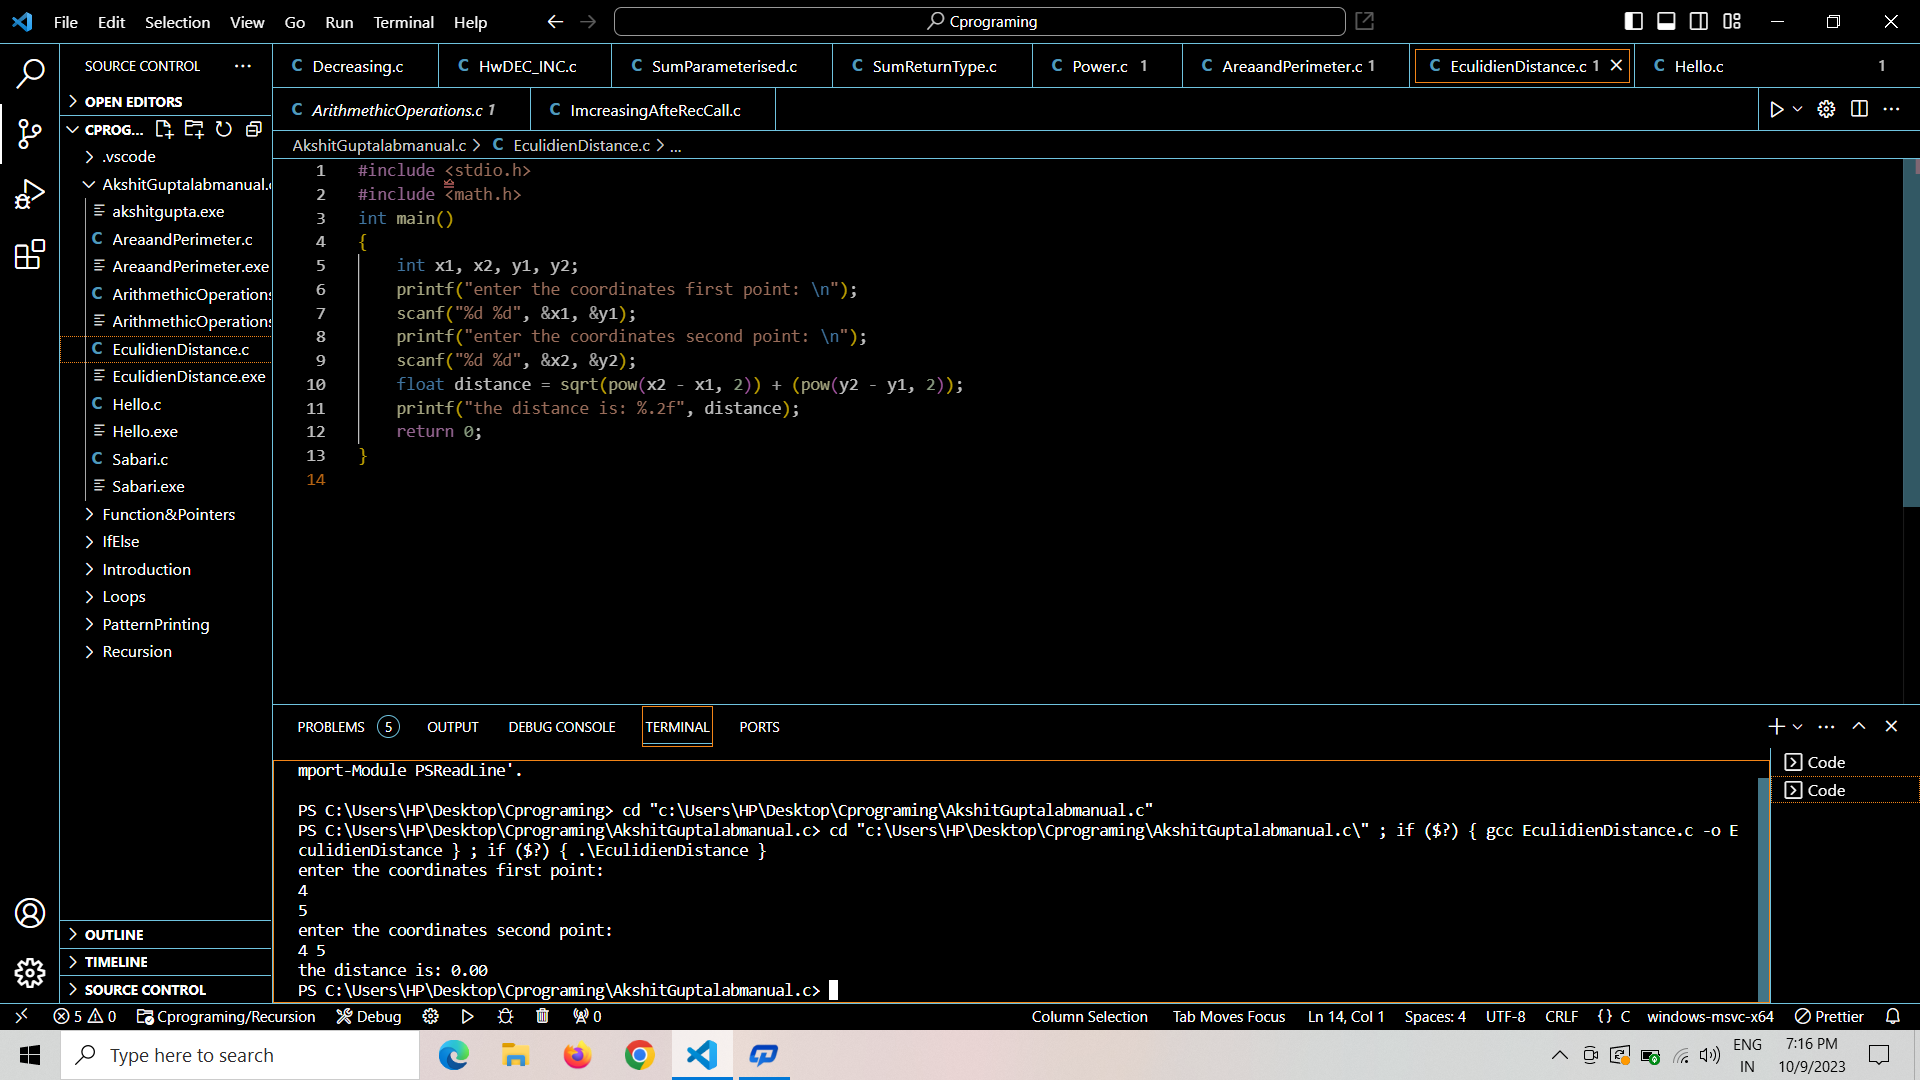 File Edit Selection View Go Run Terminal Help
Cprograming
SOURCE CONTROL
OPEN EDITORS
CPROG...
.vscode
AkshitGuptalabmanual.
akshitgupta.exe
AreaandPerimeter.c
AreaandPerimeter.exe
ArithmethicOperations
ArithmethicOperations
EculidienDistance.c
EculidienDistance.exe
Hello.c
Hello.exe
Sabari.c
Sabari.exe
Function&Pointers
IfElse
Introduction
Loops
PatternPrinting
Recursion
OUTLINE
TIMELINE
SOURCE CONTROL
C Decreasing.c C HwDEC_INC.c C SumParameterised.c C SumReturnType.c C Power.c 1 C AreaandPerimeter.c 1 C EculidienDistance.c 1 C Hello.c 1
C ArithmethicOperations.c 1 C ImcreasingAfteRecCall.c
AkshitGuptalabmanual.c > C EculidienDistance.c > ...
1 #include <stdio.h>
2 #include <math.h>
3 int main()
4 {
5 int x1, x2, y1, y2;
6 printf("enter the coordinates first point: \n");
7 scanf("%d %d", &x1, &y1);
8 printf("enter the coordinates second point: \n");
9 scanf("%d %d", &x2, &y2);
10 float distance = sqrt(pow(x2 - x1, 2)) + (pow(y2 - y1, 2));
11 printf("the distance is: %.2f", distance);
12 return 0;
13 }
14
PROBLEMS 5 OUTPUT DEBUG CONSOLE TERMINAL PORTS
Code
Code
mport-Module PSReadLine'.
PS C:\Users\HP\Desktop\Cprograming> cd "c:\Users\HP\Desktop\Cprograming\AkshitGuptalabmanual.c"
PS C:\Users\HP\Desktop\Cprograming\AkshitGuptalabmanual.c> cd "c:\Users\HP\Desktop\Cprograming\AkshitGuptalabmanual.c\" ; if ($?) { gcc EculidienDistance.c -o E
culidienDistance } ; if ($?) { .\EculidienDistance }
enter the coordinates first point:
4
5
enter the coordinates second point:
4 5
the distance is: 0.00
PS C:\Users\HP\Desktop\Cprograming\AkshitGuptalabmanual.c>
5 0 Cprograming/Recursion Debug 0 Column Selection Tab Moves Focus Ln 14, Col 1 Spaces: 4 UTF-8 CRLF {} C windows-msvc-x64 Prettier
Type here to search
ENG
IN
7:16 PM
10/9/2023